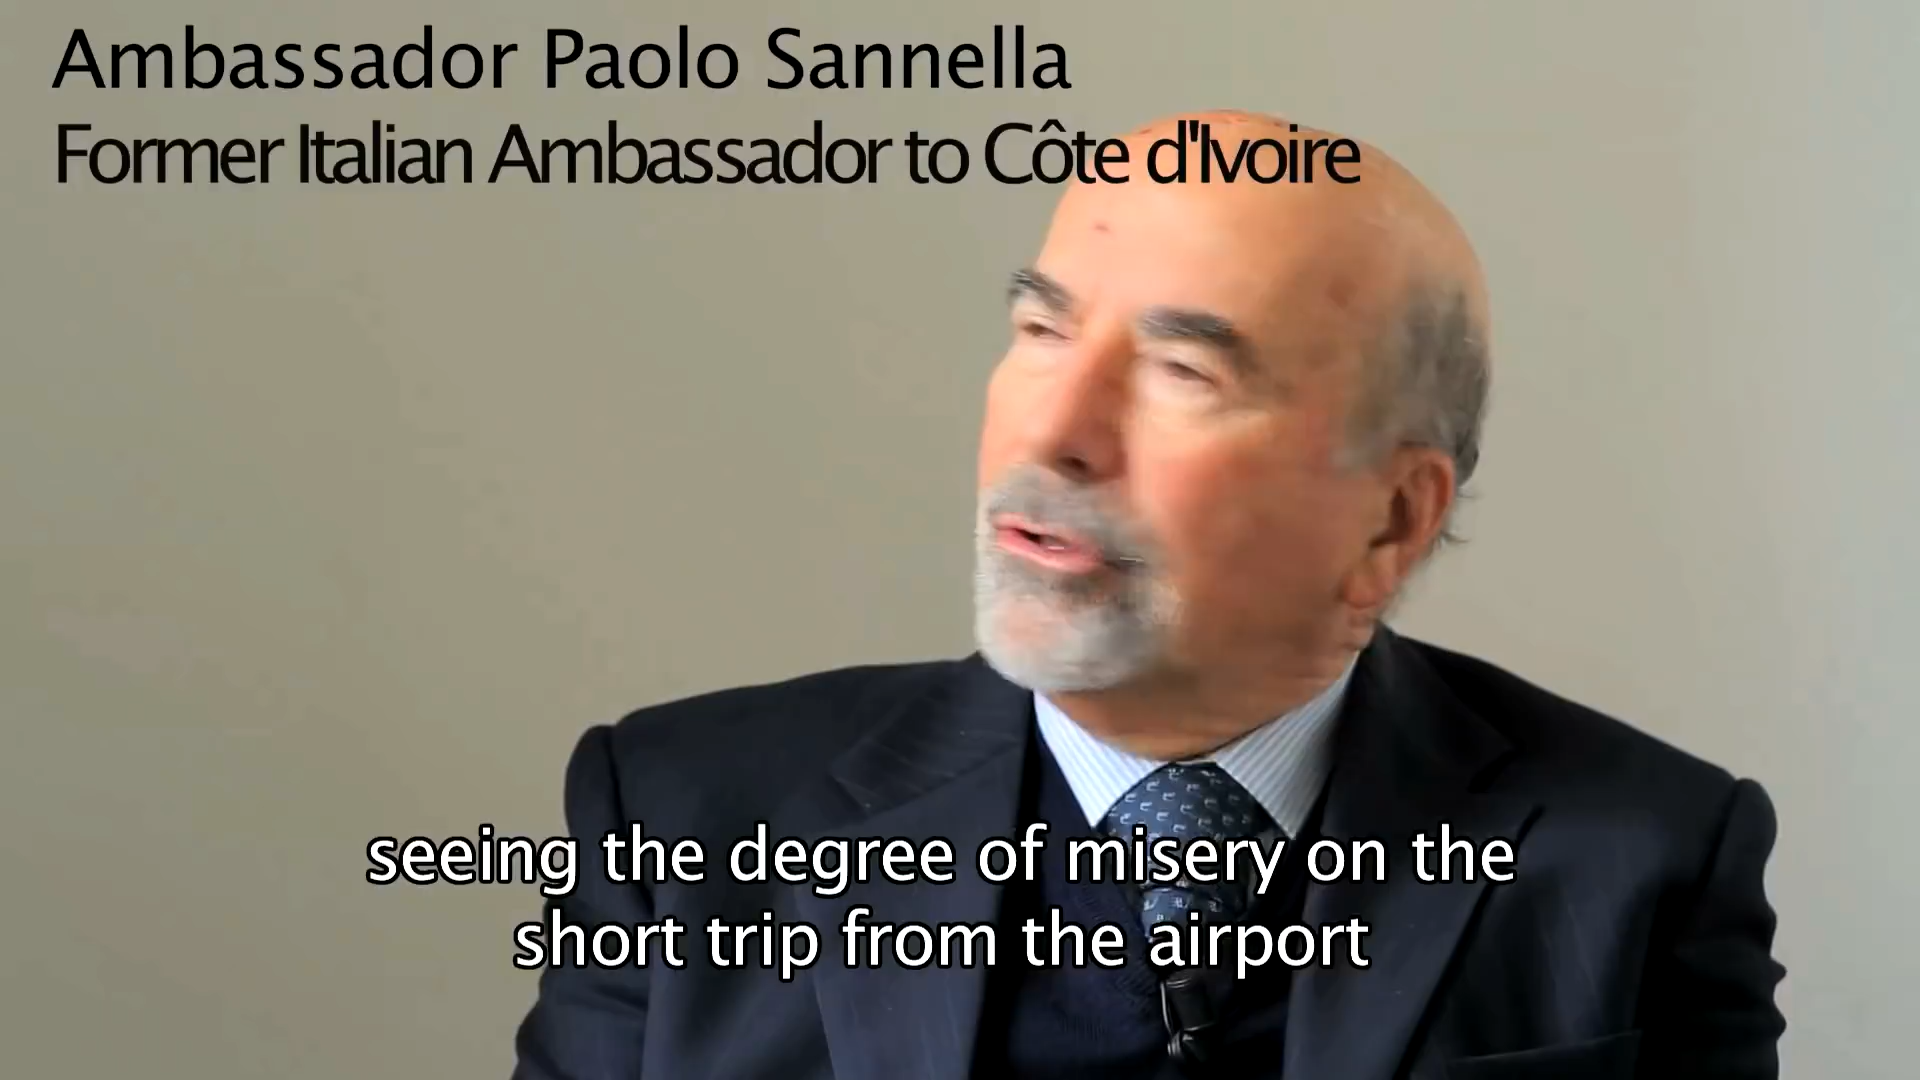 Ambassador Paolo Sannella
Former Italian Ambassador to Côte d'Ivoire
seeing the degree of misery on the
short trip from the airport